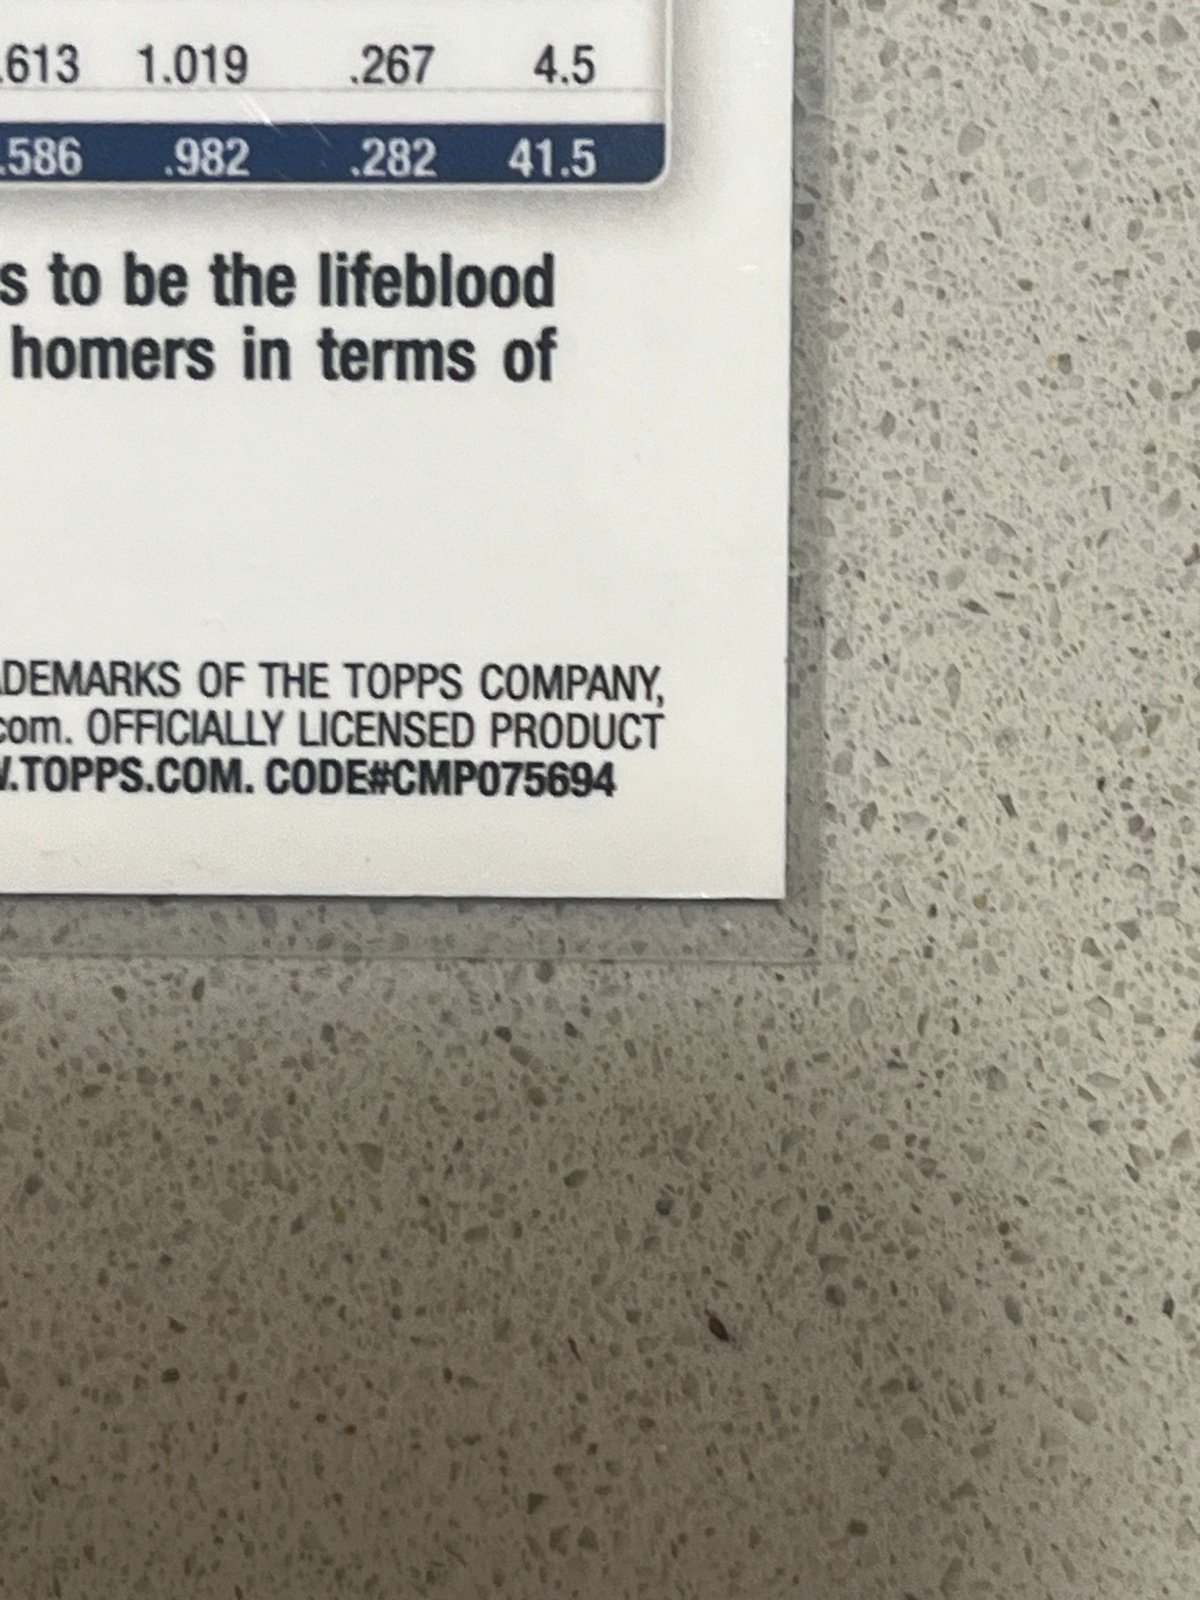 .613 1.019 .267 4.5
.586 .982 .282 41.5
s to be the lifeblood
homers in terms of
ADEMARKS OF THE TOPPS COMPANY,
com. OFFICIALLY LICENSED PRODUCT
W.TOPPS.COM. CODE#CMP075694